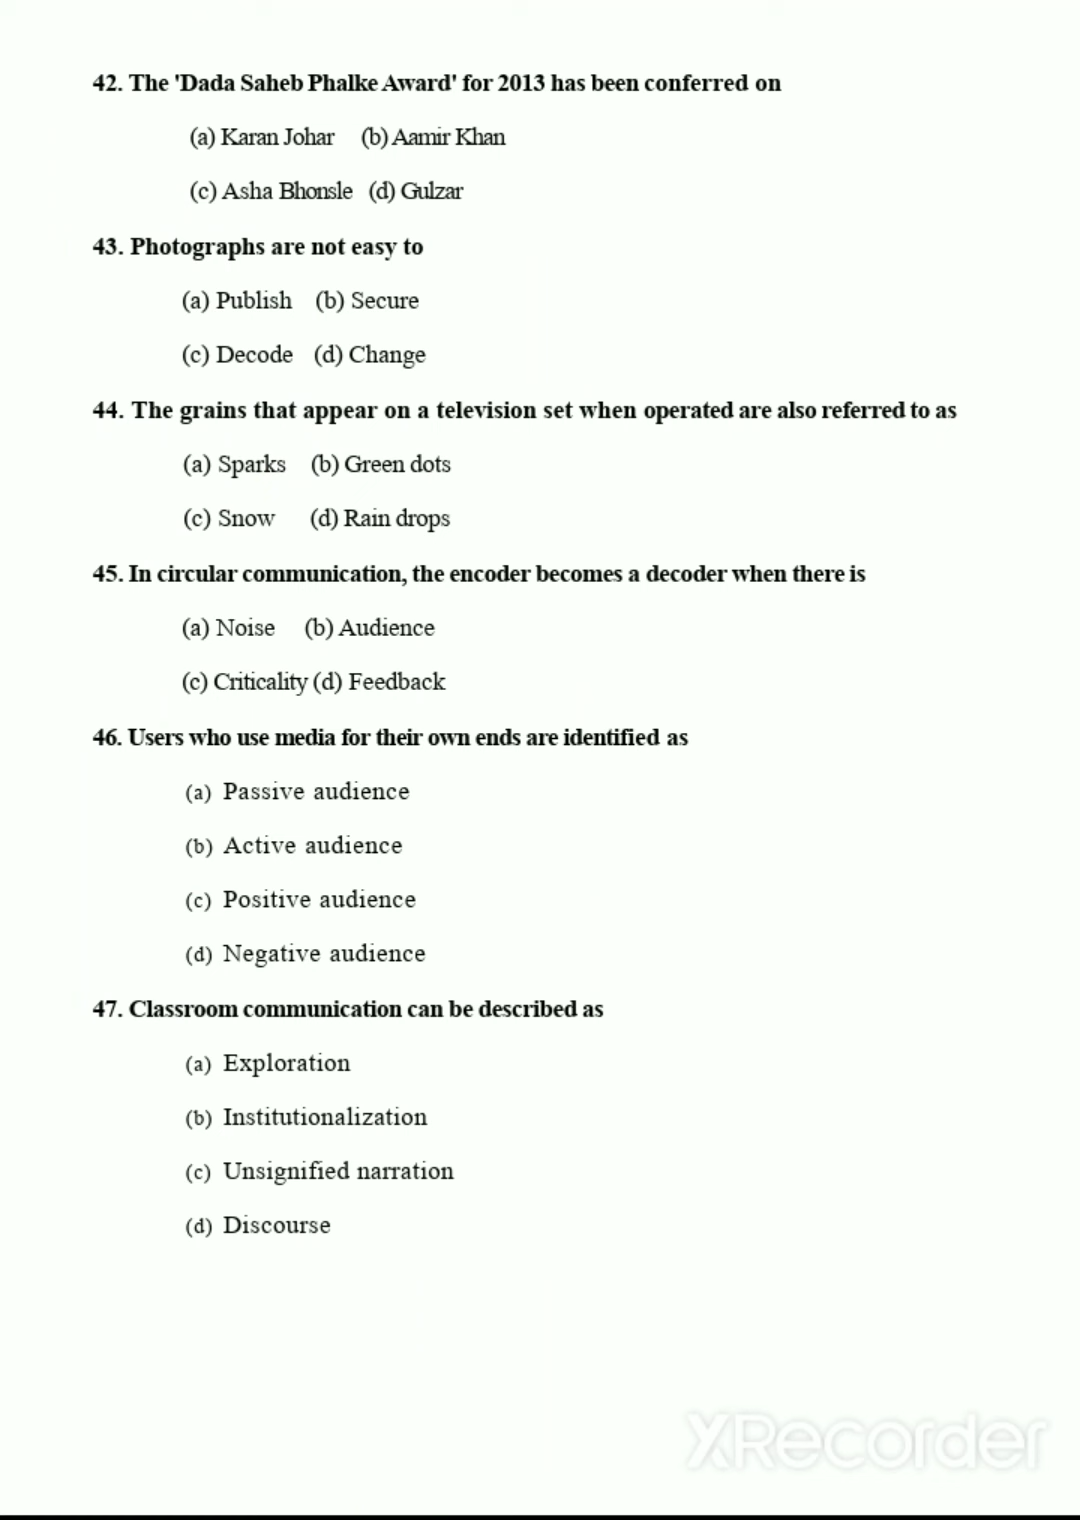 42. The 'Dada Saheb Phalke Award' for 2013 has been conferred on
(a) Karan Johar (b) Aamir Khan
(c) Asha Bhonsle (d) Gulzar
43. Photographs are not easy to
(a) Publish (b) Secure
(c) Decode (d) Change
44. The grains that appear on a television set when operated are also referred to as
(a) Sparks (b) Green dots
(c) Snow (d) Rain drops
45. In circular communication, the encoder becomes a decoder when there is
(a) Noise (b) Audience
(c) Criticality (d) Feedback
46. Users who use media for their own ends are identified as
(a) Passive audience
(b) Active audience
(c) Positive audience
(d) Negative audience
47. Classroom communication can be described as
(a) Exploration
(b) Institutionalization
(c) Unsignified narration
(d) Discourse
XRecorder